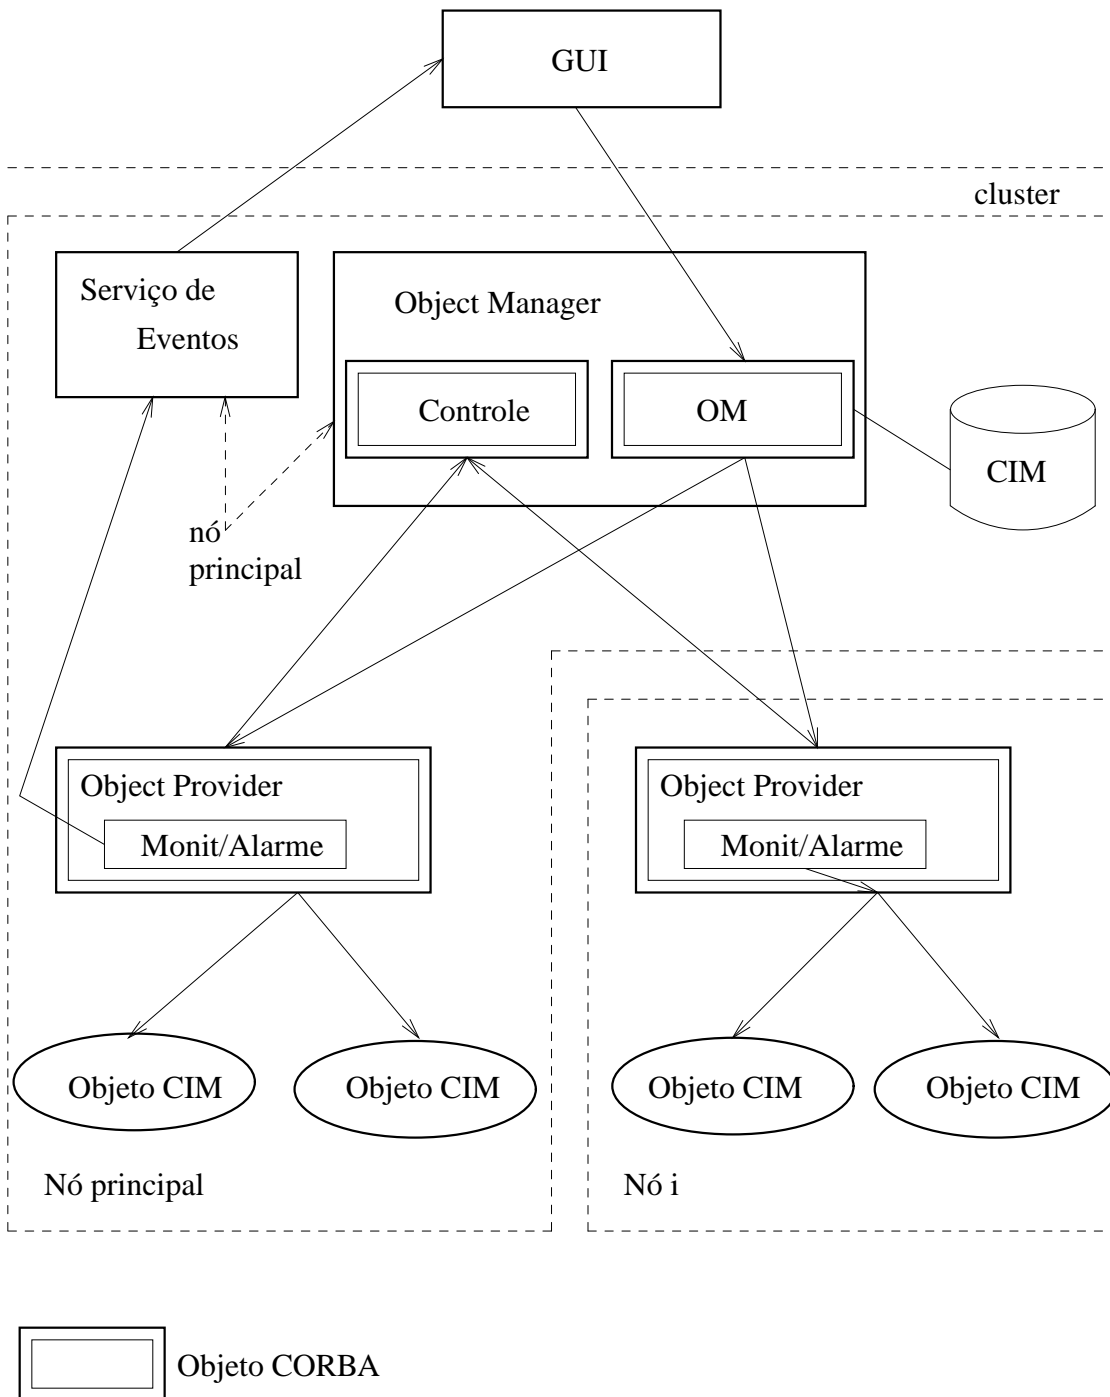 GUI
cluster
Serviço de
Eventos
Object Manager
Controle
OM
CIM
nó
principal
Object Provider
Monit/Alarme
Object Provider
Monit/Alarme
Objeto CIM
Objeto CIM
Objeto CIM
Objeto CIM
Nó principal
Nó i
Objeto CORBA